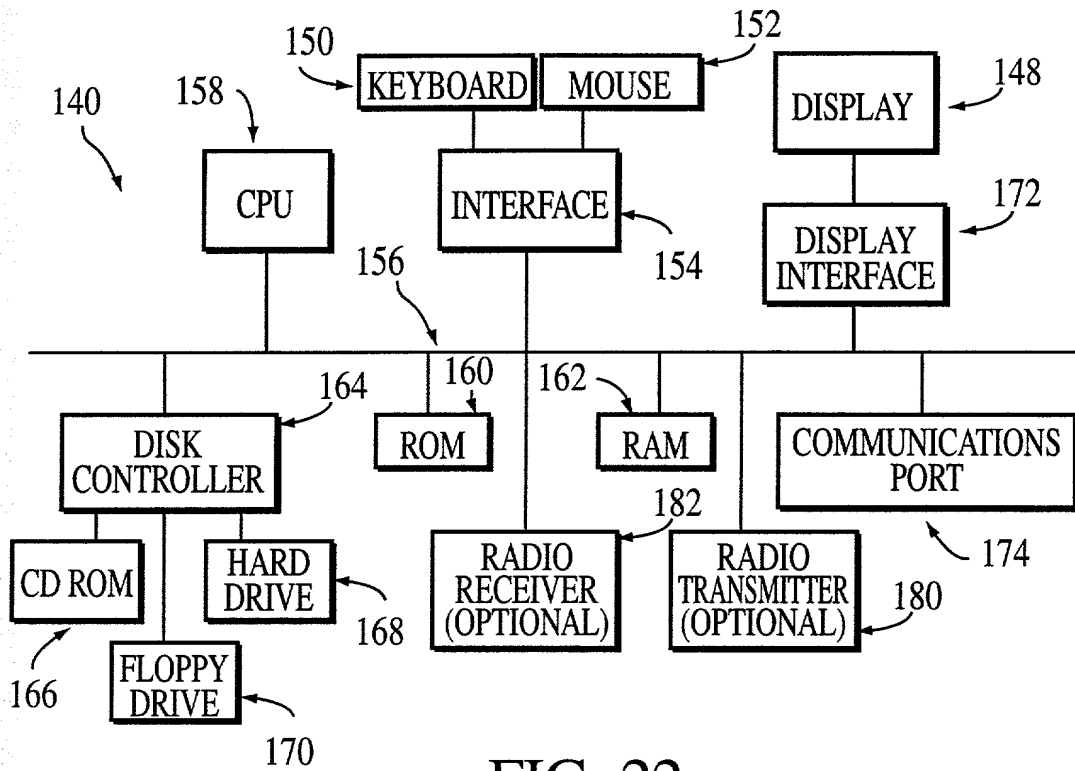 150
KEYBOARD
MOUSE
152
158
140
DISPLAY
148
CPU
INTERFACE
154
172
DISPLAY
INTERFACE
156
164
160
162
DISK
CONTROLLER
ROM
RAM
COMMUNICATIONS
PORT
174
182
CD ROM
166
HARD
DRIVE
168
RADIO
RECEIVER
(OPTIONAL)
RADIO
TRANSMITTER
(OPTIONAL)
180
FLOPPY
DRIVE
170